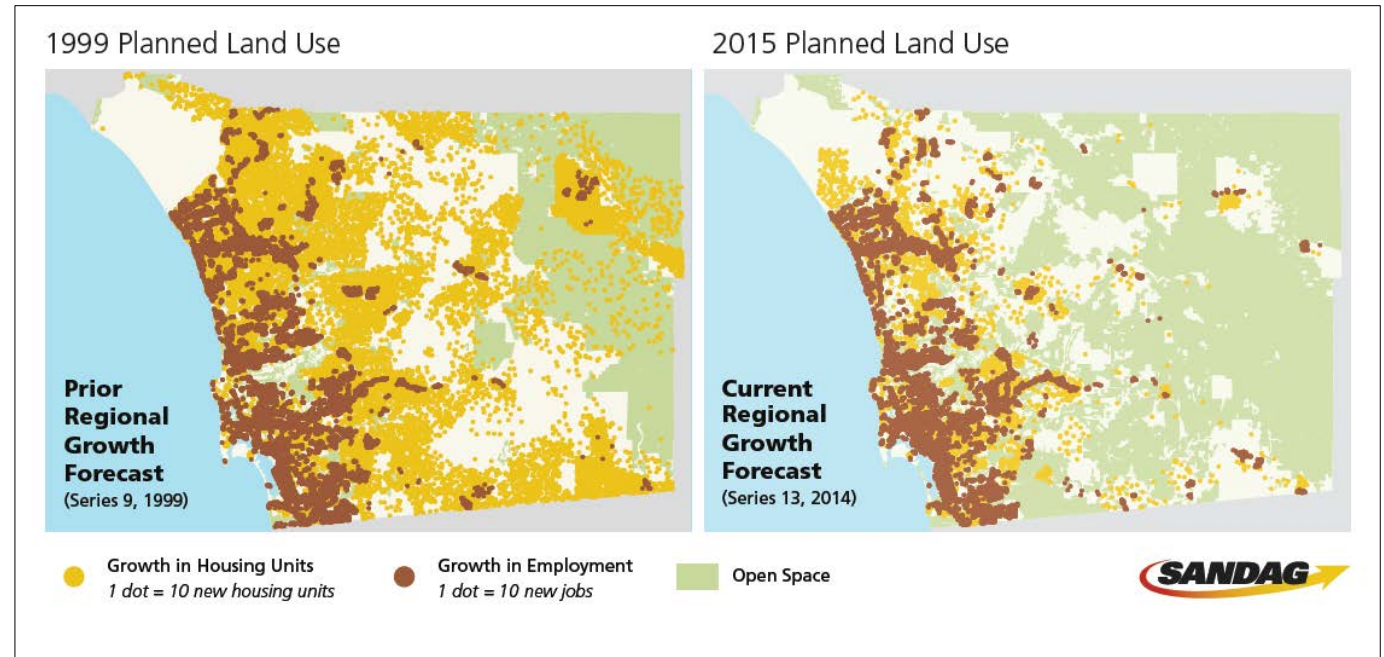 1999 Planned Land Use
2015 Planned Land Use
Prior
Regional
Growth
Forecast
(Series 9, 1999)
Current
Regional
Growth
Forecast
(Series 13, 2014)
Growth in Housing Units
1 dot = 10 new housing units
Growth in Employment
1 dot = 10 new jobs
Open Space
SANDAG